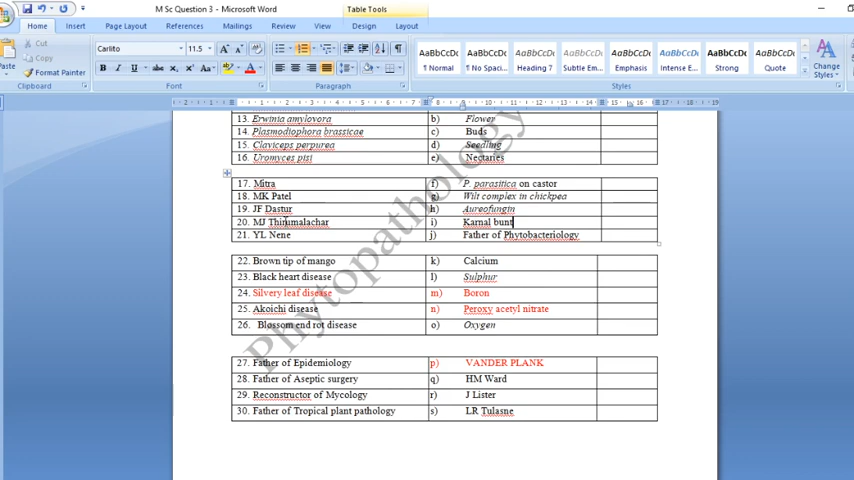 M Sc Question 3 - Microsoft Word
Table Tools
Home Insert Page Layout References Mailings Review View Design Layout
Cut
Copy
Paste
Format Painter
Clipboard
Carlito 11.5
Font
Paragraph
AaBbCcDc AaBbCcDc AaBbCcDc AaBbCcDc AaBbCcDc AaBbCcDc AaBbCcDc AaBbCcDc
¶ Normal ¶ No Spaci... Heading 7 Subtle Em... Emphasis Intense E... Strong Quote
Change Styles
Styles
13. Erwinia amylovora b) Flower
14. Plasmodiophora brassicae c) Buds
15. Claviceps perpurea d) Seedling
16. Uromyces pisi e) Nectaries
17. Mitra f) P. parasitica on castor
18. MK Patel g) Wilt complex in chickpea
19. JF Dastur h) Aureofungin
20. MJ Thirumalachar i) Karnal bunt
21. YL Nene j) Father of Phytobacteriology
22. Brown tip of mango k) Calcium
23. Black heart disease l) Sulphur
24. Silvery leaf disease m) Boron
25. Akoichi disease n) Peroxy acetyl nitrate
26. Blossom end rot disease o) Oxygen
27. Father of Epidemiology p) VANDER PLANK
28. Father of Aseptic surgery q) HM Ward
29. Reconstructor of Mycology r) J Lister
30. Father of Tropical plant pathology s) LR Tulasne
Phytopathology